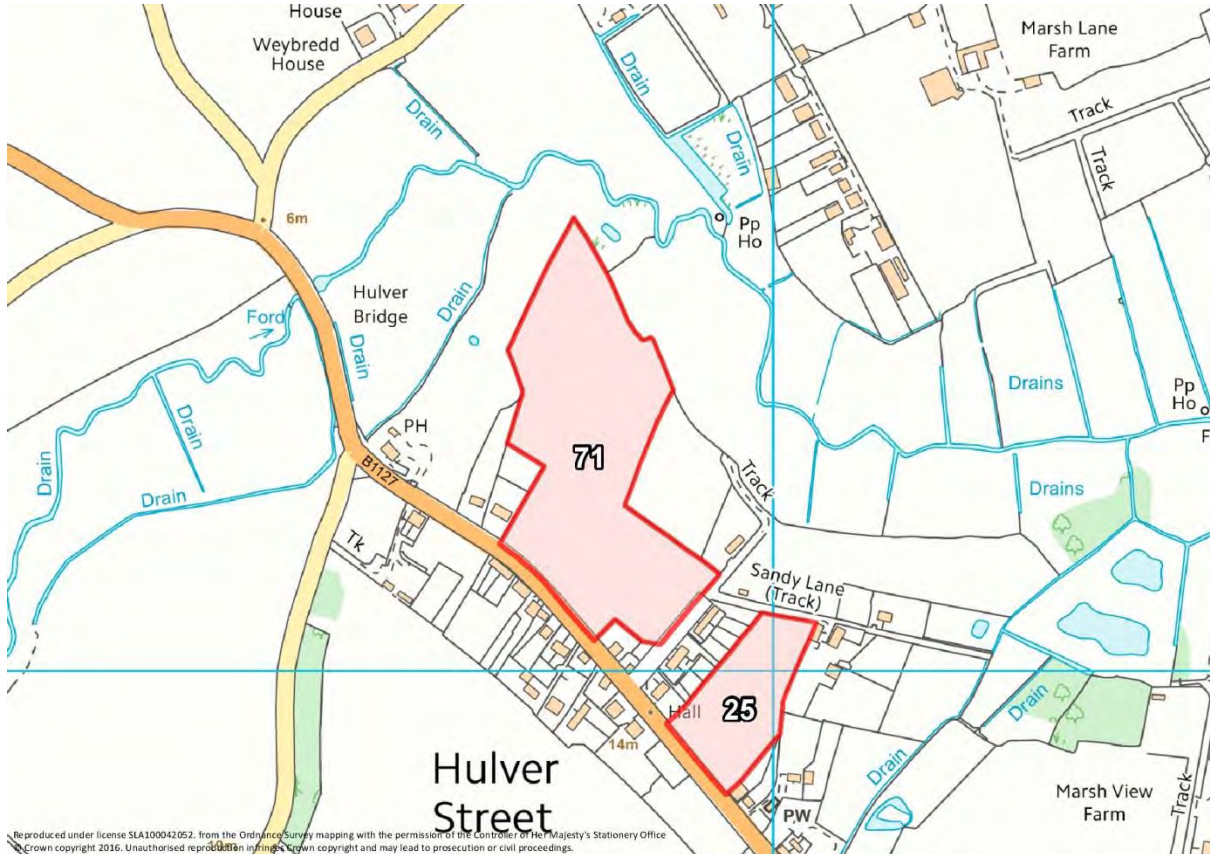 House
Weybredd
House
Drain
Drain
Drain
Marsh Lane
Farm
Track
Track
6m
Pp
Ho
Hulver
Bridge
Drain
Ford
Drain
Drains
Pp
Ho
F
PH
71
B1127
Drain
Drain
Drain
Track
Drains
Tk
Sandy Lane
(Track)
25
Hall
14m
Drain
Drain
Hulver
Street
PW
Marsh View
Farm
Track
Reproduced under license SLA100042052. from the Ordnance Survey mapping with the permission of the Controller of Her Majesty's Stationery Office
© Crown copyright 2016. Unauthorised reproduction infringes Crown copyright and may lead to prosecution or civil proceedings.